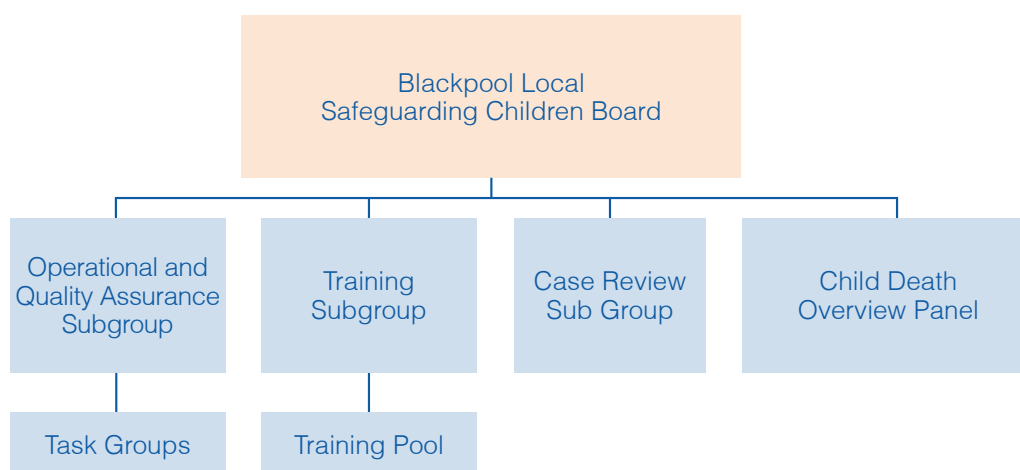 Blackpool Local
Safeguarding Children Board
Operational and
Quality Assurance
Subgroup
Training
Subgroup
Case Review
Sub Group
Child Death
Overview Panel
Task Groups
Training Pool